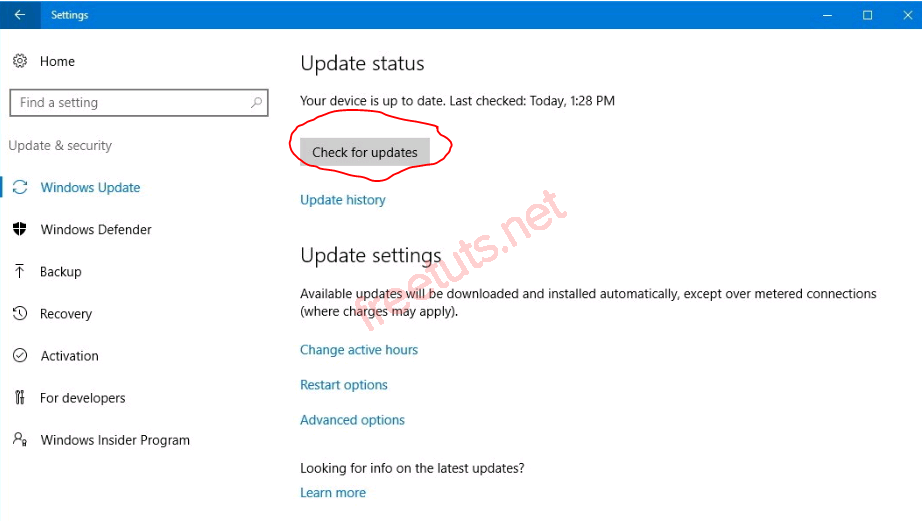 Settings
Home
Find a setting
Update & security
Windows Update
Windows Defender
Backup
Recovery
Activation
For developers
Windows Insider Program
Update status
Your device is up to date. Last checked: Today, 1:28 PM
Check for updates
Update history
Update settings
Available updates will be downloaded and installed automatically, except over metered connections
(where charges may apply).
Change active hours
Restart options
Advanced options
Looking for info on the latest updates?
Learn more
freetuts.net